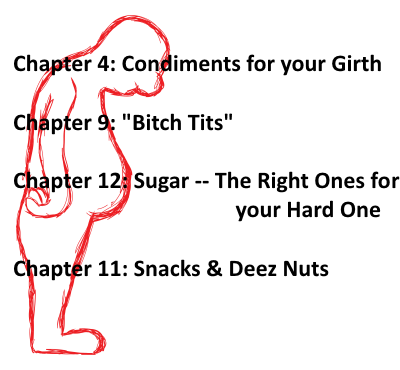 Chapter 4: Condiments for your Girth
Chapter 9: "Bitch Tits"
Chapter 12: Sugar -- The Right Ones for
your Hard One
Chapter 11: Snacks & Deez Nuts